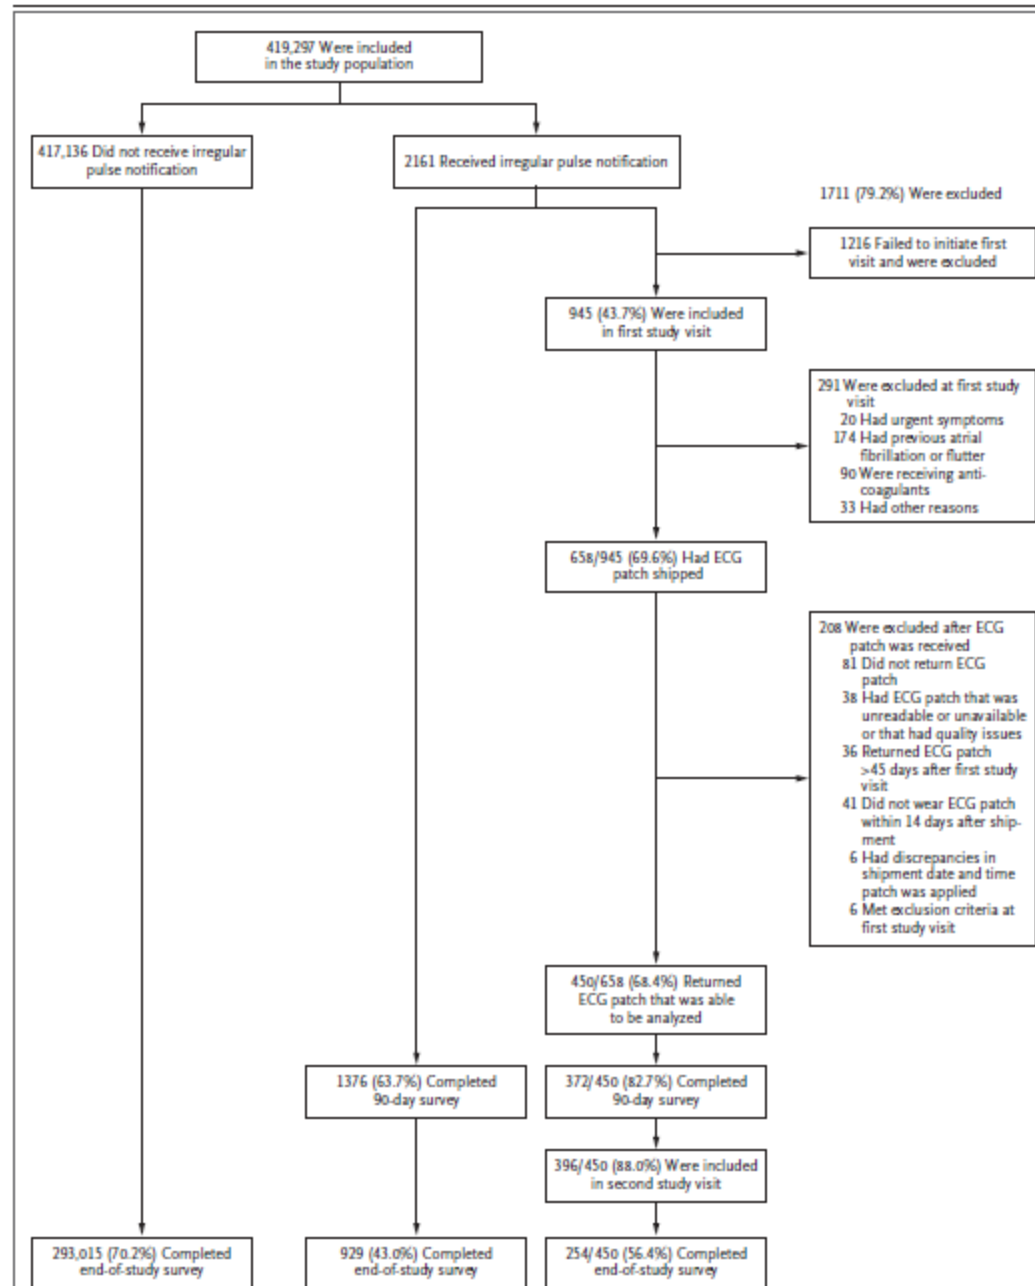 419,297 Were included
in the study population
417,136 Did not receive irregular
pulse notification
2161 Received irregular pulse notification
1711 (79.2%) Were excluded
1216 Failed to initiate first
visit and were excluded
945 (43.7%) Were included
in first study visit
291 Were excluded at first study
visit
20 Had urgent symptoms
174 Had previous atrial
fibrillation or flutter
90 Were receiving anti-
coagulants
33 Had other reasons
658/945 (69.6%) Had ECG
patch shipped
208 Were excluded after ECG
patch was received
81 Did not return ECG
patch
38 Had ECG patch that was
unreadable or unavailable
or that had quality issues
36 Returned ECG patch
>45 days after first study
visit
41 Did not wear ECG patch
within 14 days after ship-
ment
6 Had discrepancies in
shipment date and time
patch was applied
6 Met exclusion criteria at
first study visit
450/658 (68.4%) Returned
ECG patch that was able
to be analyzed
1376 (63.7%) Completed
90-day survey
372/450 (82.7%) Completed
90-day survey
396/450 (88.0%) Were included
in second study visit
293,015 (70.2%) Completed
end-of-study survey
929 (43.0%) Completed
end-of-study survey
254/450 (56.4%) Completed
end-of-study survey